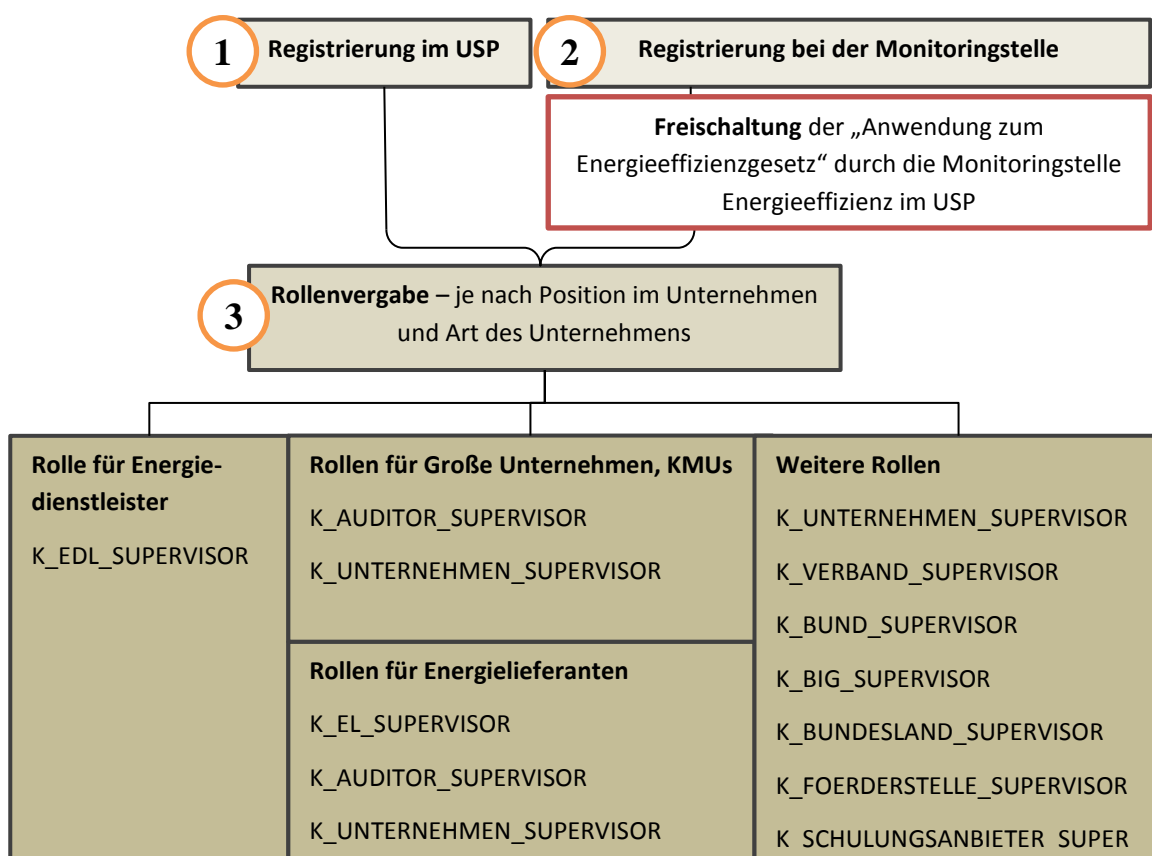 1
Registrierung im USP
2
Registrierung bei der Monitoringstelle
Freischaltung der „Anwendung zum
Energieeffizienzgesetz“ durch die Monitoringstelle
Energieeffizienz im USP
3
Rollenvergabe – je nach Position im Unternehmen
und Art des Unternehmens
Rolle für Energie-
dienstleister
K_EDL_SUPERVISOR
Rollen für Große Unternehmen, KMUs
K_AUDITOR_SUPERVISOR
K_UNTERNEHMEN_SUPERVISOR
Rollen für Energielieferanten
K_EL_SUPERVISOR
K_AUDITOR_SUPERVISOR
K_UNTERNEHMEN_SUPERVISOR
Weitere Rollen
K_UNTERNEHMEN_SUPERVISOR
K_VERBAND_SUPERVISOR
K_BUND_SUPERVISOR
K_BIG_SUPERVISOR
K_BUNDESLAND_SUPERVISOR
K_FOERDERSTELLE_SUPERVISOR
K_SCHULUNGSANBIETER_SUPER